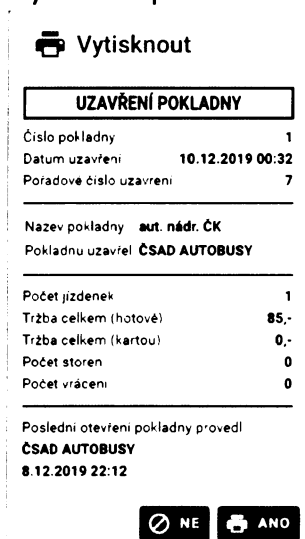 Vytisknout
UZAVŘENÍ POKLADNY
Číslo pokladny 1
Datum uzavření 10.12.2019 00:32
Pořadové číslo uzavření 7
Název pokladny aut. nádr. ČK
Pokladnu uzavřel ČSAD AUTOBUSY
Počet jízdenek 1
Tržba celkem (hotově) 85,-
Tržba celkem (kartou) 0,-
Počet storen 0
Počet vrácení 0
Poslední otevření pokladny provedl
ČSAD AUTOBUSY
8.12.2019 22:12
NE ANO